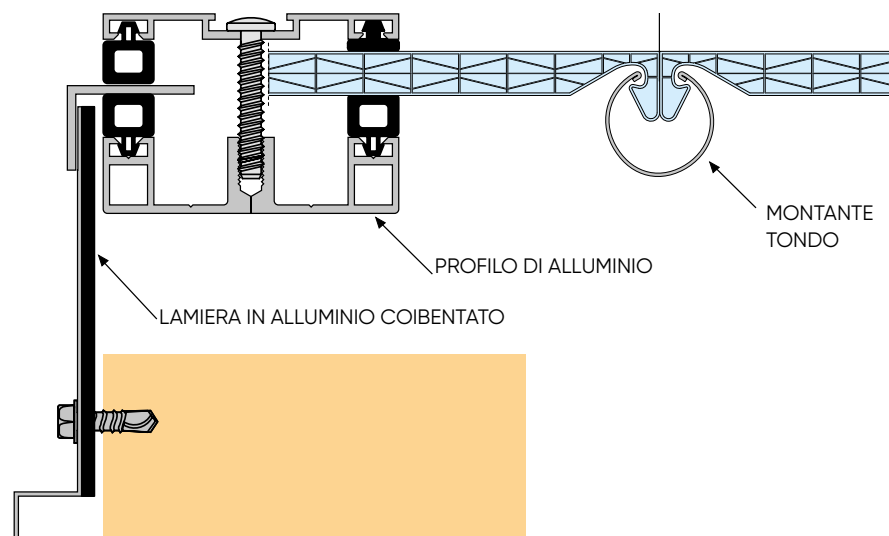 MONTANTE
TONDO
PROFILO DI ALLUMINIO
LAMIERA IN ALLUMINIO COIBENTATO